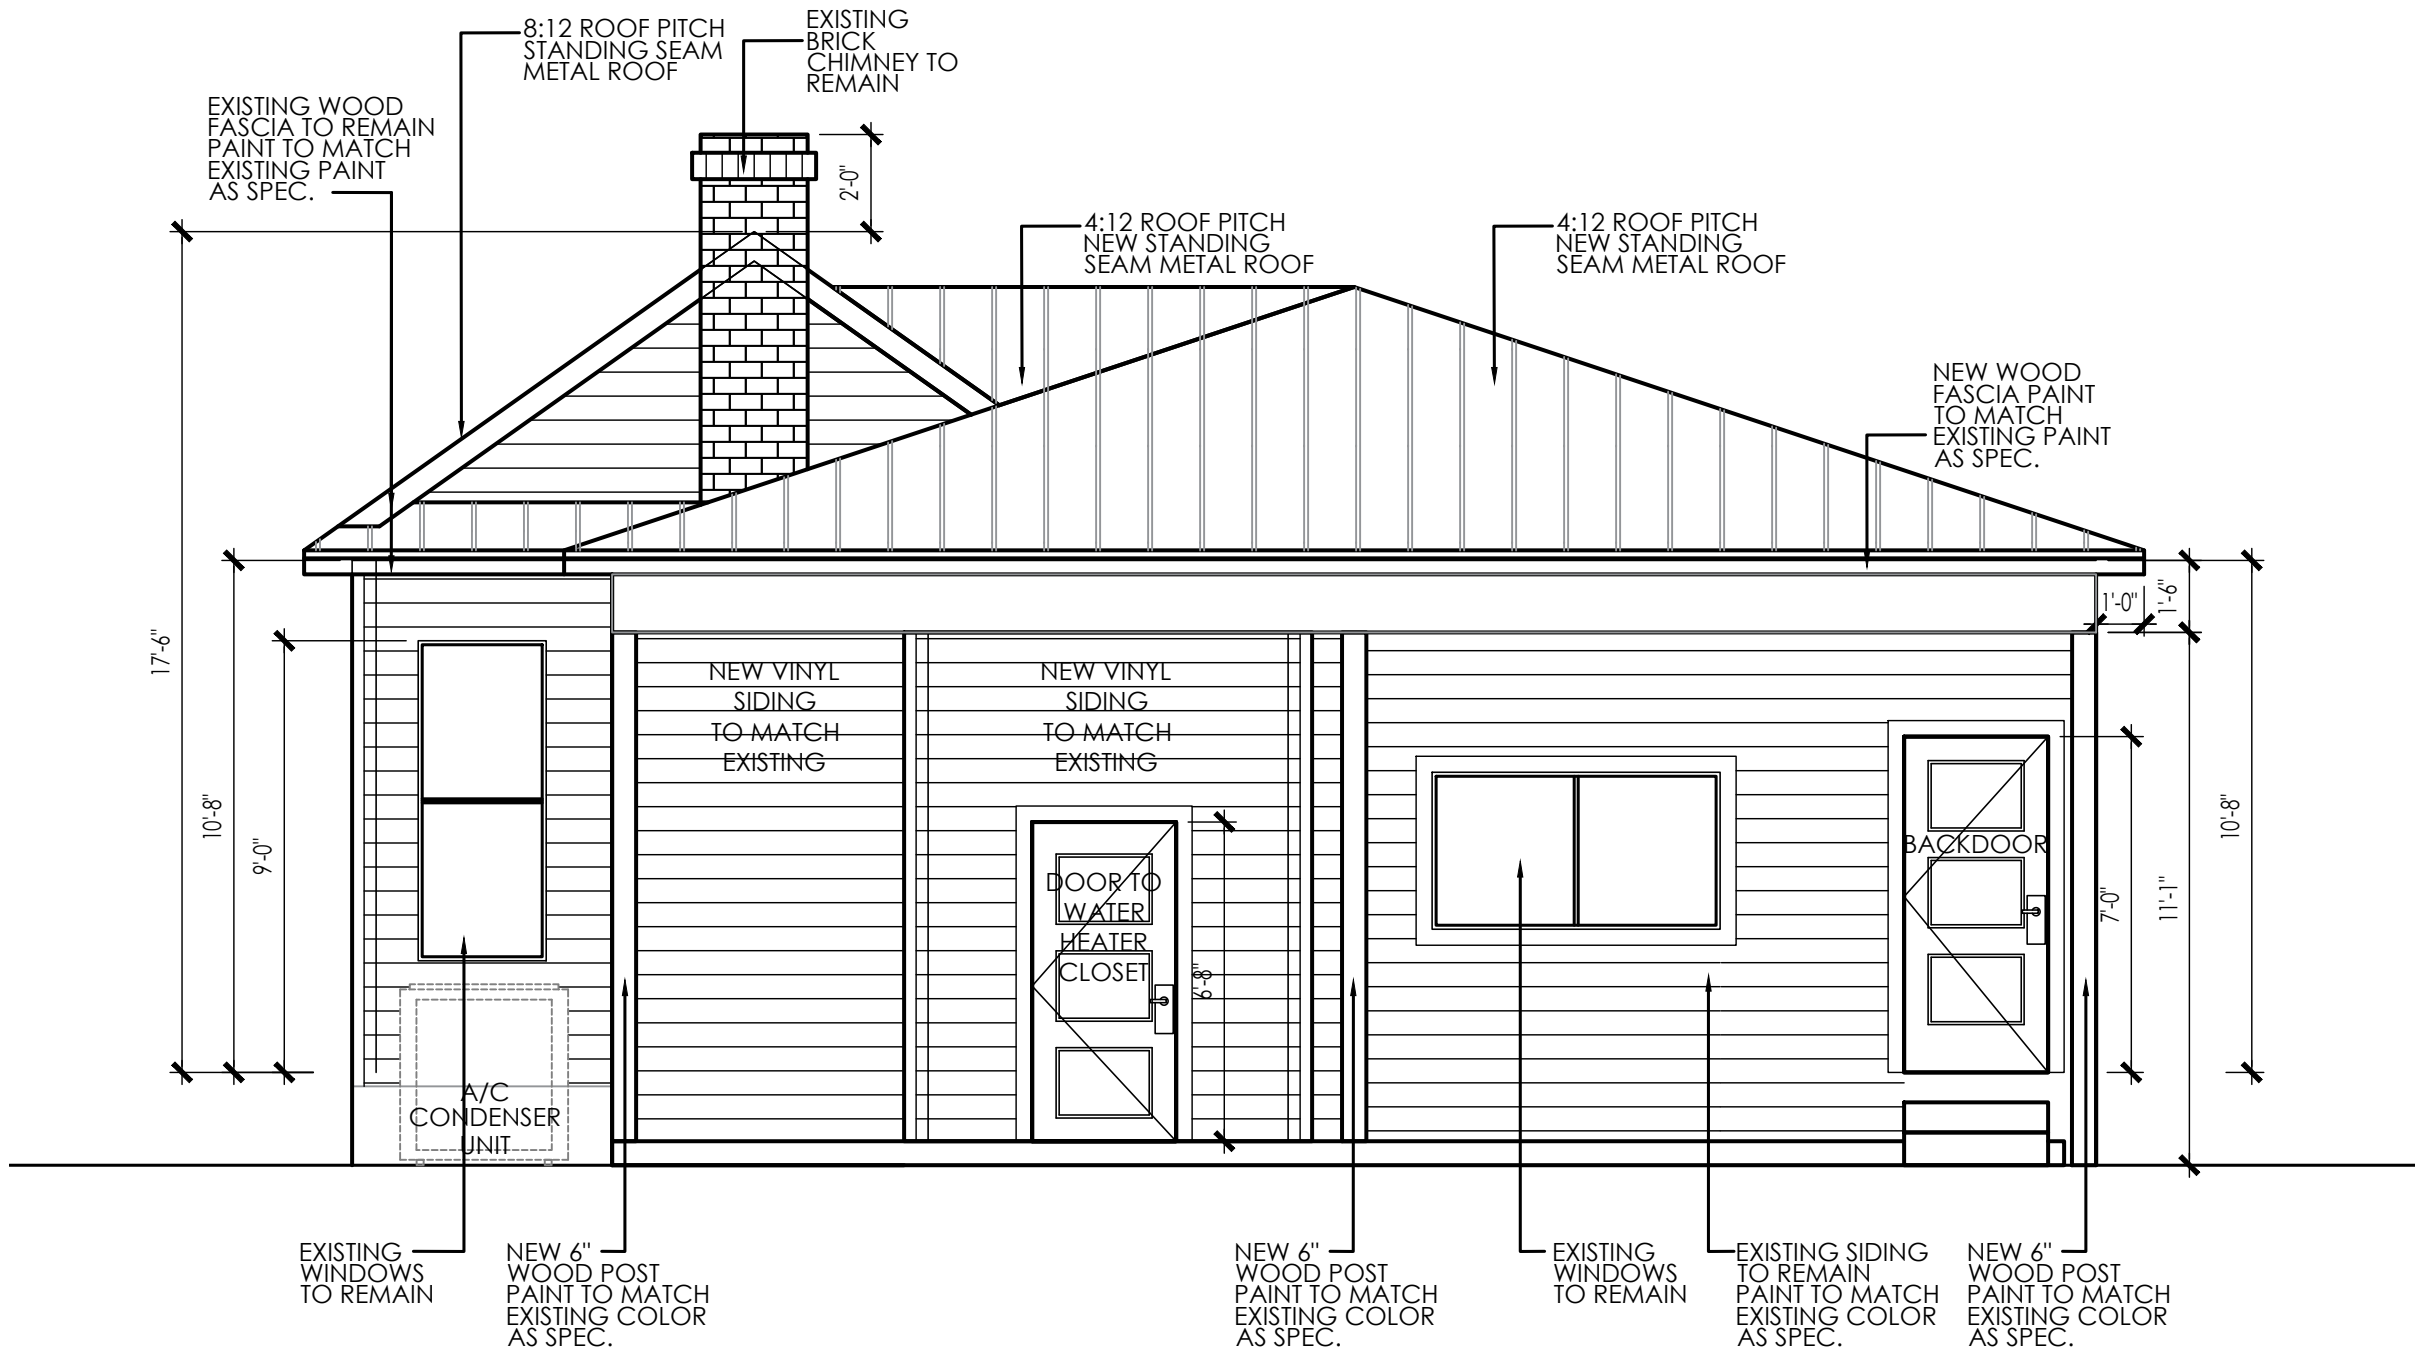 8:12 ROOF PITCH
STANDING SEAM
METAL ROOF
EXISTING
BRICK
CHIMNEY TO
REMAIN
EXISTING WOOD
FASCIA TO REMAIN
PAINT TO MATCH
EXISTING PAINT
AS SPEC.
2'-0"
4:12 ROOF PITCH
NEW STANDING
SEAM METAL ROOF
4:12 ROOF PITCH
NEW STANDING
SEAM METAL ROOF
NEW WOOD
FASCIA PAINT
TO MATCH
EXISTING PAINT
AS SPEC.
17'-6"
10'-8"
9'-0"
1'-0"
1'-6"
NEW VINYL
SIDING
TO MATCH
EXISTING
NEW VINYL
SIDING
TO MATCH
EXISTING
DOOR TO
WATER
HEATER
CLOSET
6'-8"
BACKDOOR
7'-0"
11'-1"
10'-8"
A/C
CONDENSER
UNIT
EXISTING
WINDOWS
TO REMAIN
NEW 6"
WOOD POST
PAINT TO MATCH
EXISTING COLOR
AS SPEC.
NEW 6"
WOOD POST
PAINT TO MATCH
EXISTING COLOR
AS SPEC.
EXISTING
WINDOWS
TO REMAIN
EXISTING SIDING
TO REMAIN
PAINT TO MATCH
EXISTING COLOR
AS SPEC.
NEW 6"
WOOD POST
PAINT TO MATCH
EXISTING COLOR
AS SPEC.